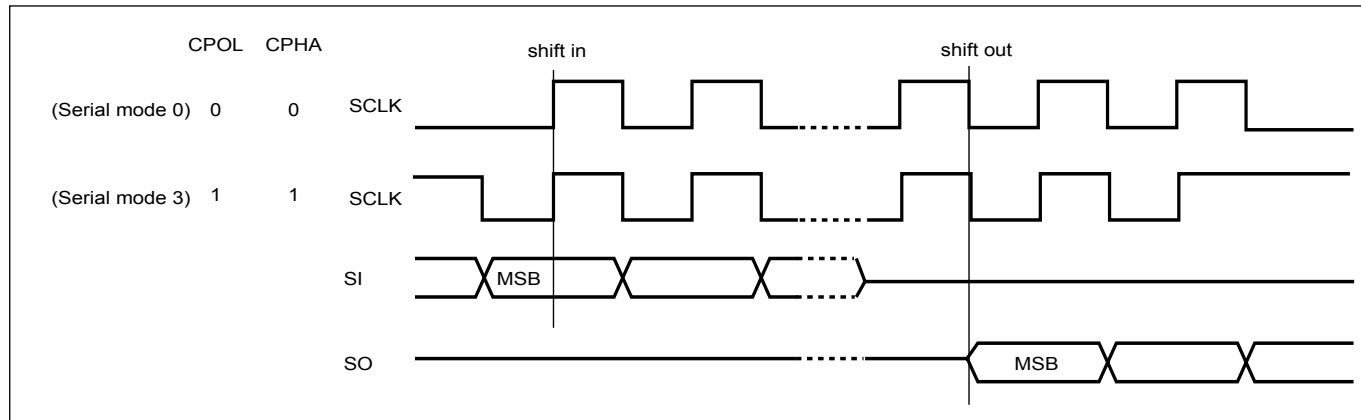 CPOL CPHA shift in shift out
(Serial mode 0) 0 0 SCLK
(Serial mode 3) 1 1 SCLK
SI MSB
SO MSB